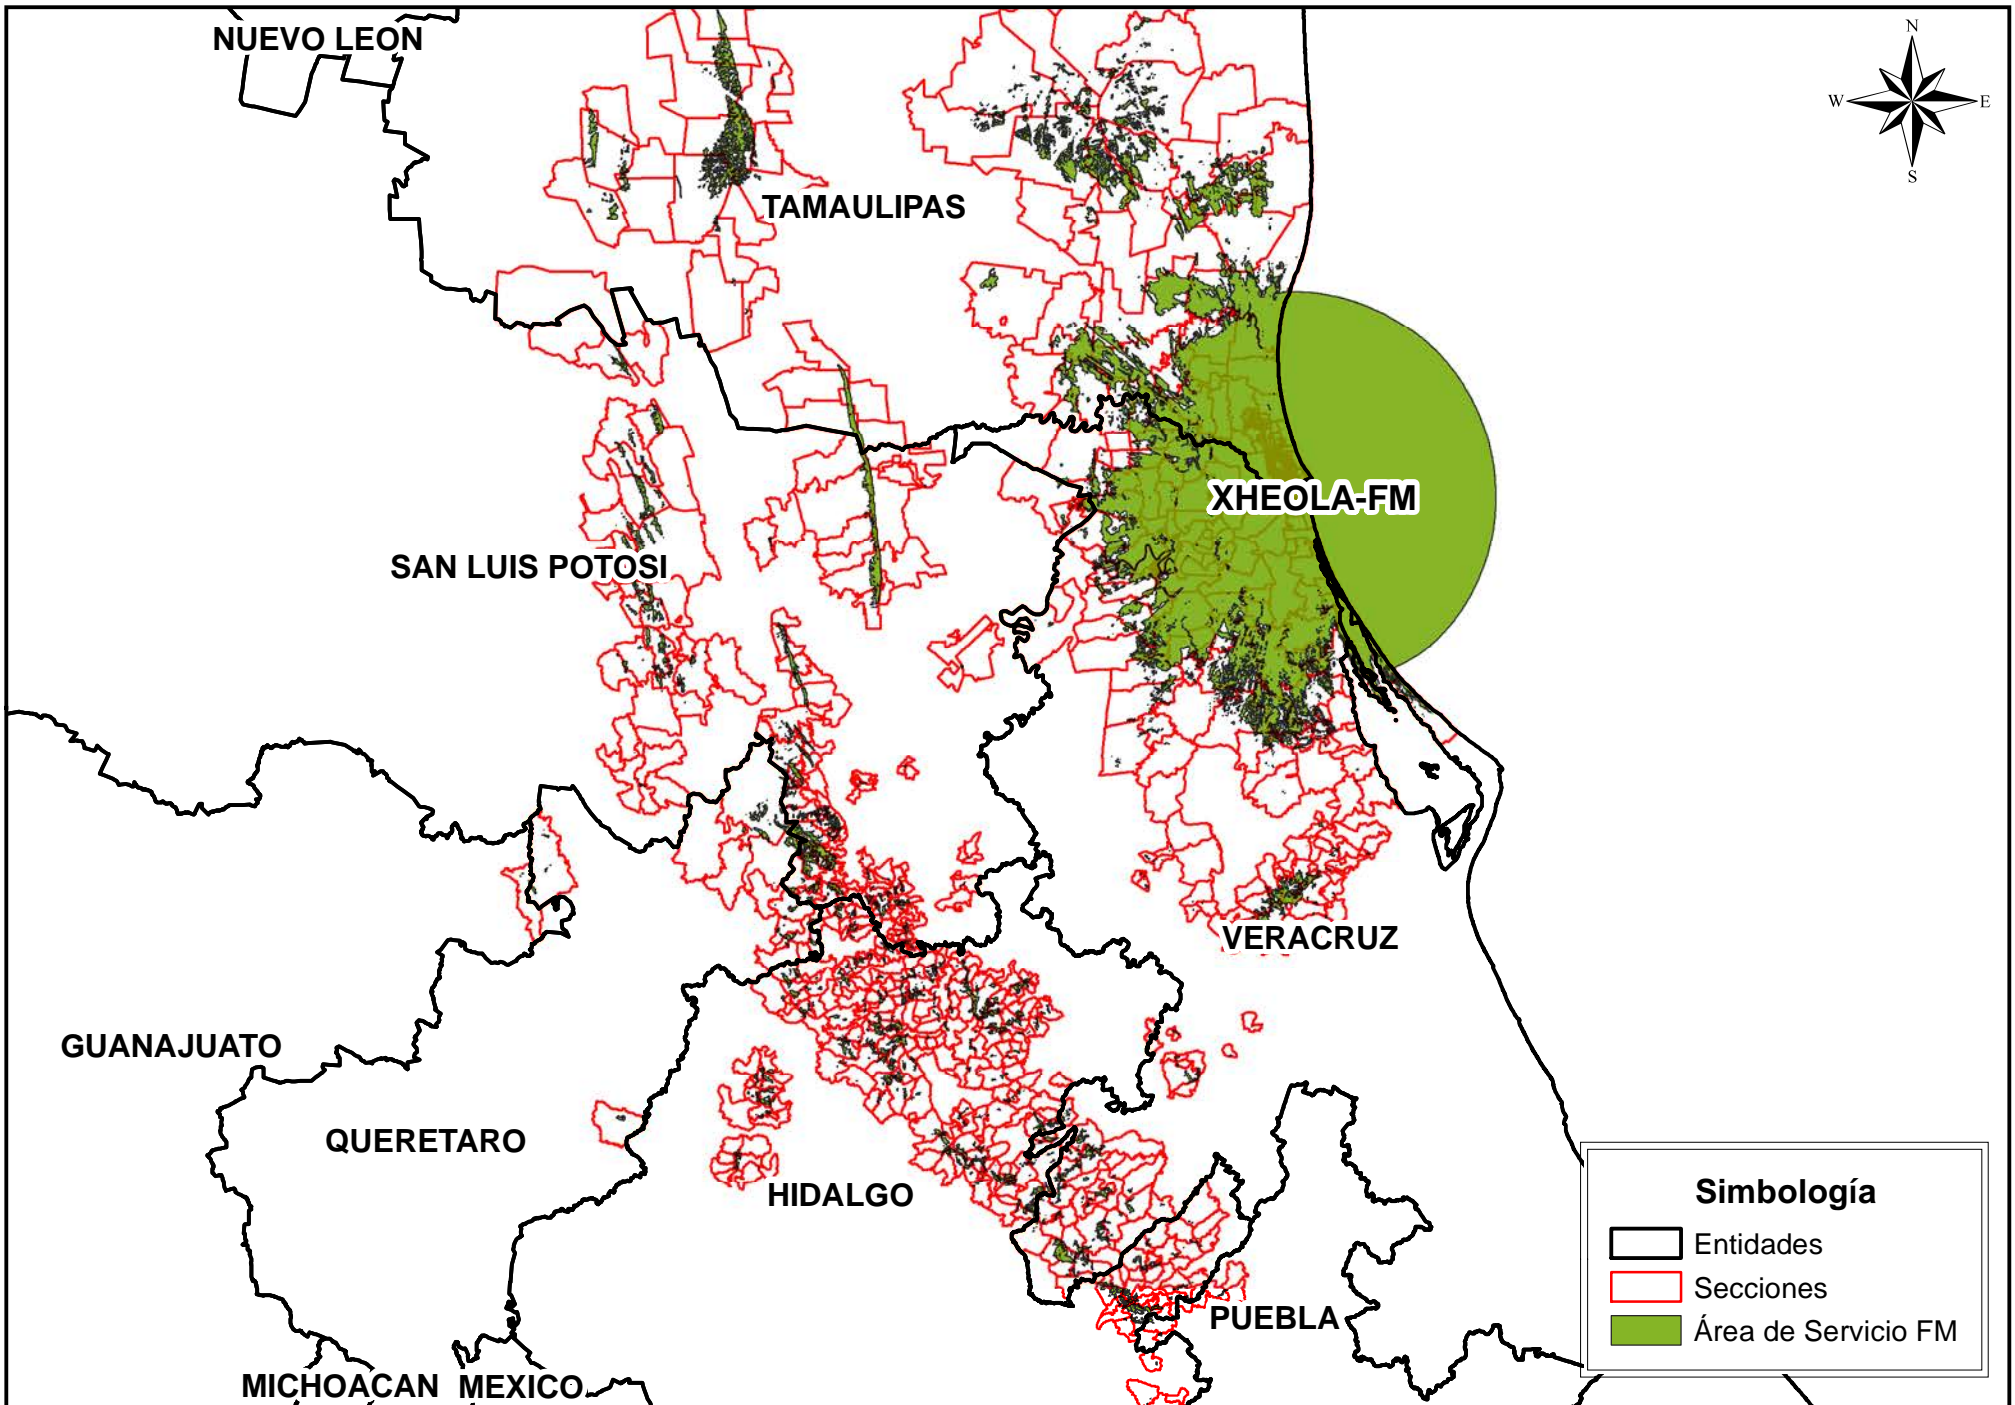 NUEVO LEON
N
W
E
S
TAMAULIPAS
XHEOLA-FM
SAN LUIS POTOSI
VERACRUZ
GUANAJUATO
QUERETARO
HIDALGO
PUEBLA
MICHOACAN
MEXICO
Simbología
Entidades
Secciones
Área de Servicio FM